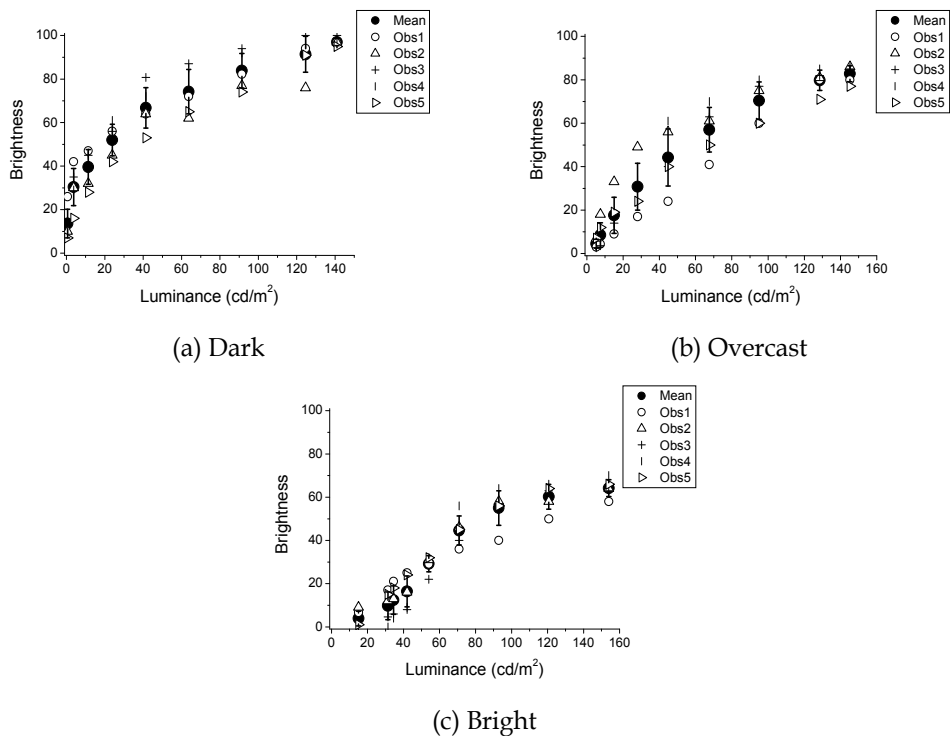 100
80
60
40
20
0
Brightness
0 20 40 60 80 100 120 140
Luminance (cd/m²)
Mean
Obs1
Obs2
Obs3
Obs4
Obs5
(a) Dark
100
80
60
40
20
0
Brightness
0 20 40 60 80 100 120 140 160
Luminance (cd/m²)
Mean
Obs1
Obs2
Obs3
Obs4
Obs5
(b) Overcast
100
80
60
40
20
0
Brightness
0 20 40 60 80 100 120 140 160
Luminance (cd/m²)
Mean
Obs1
Obs2
Obs3
Obs4
Obs5
(c) Bright